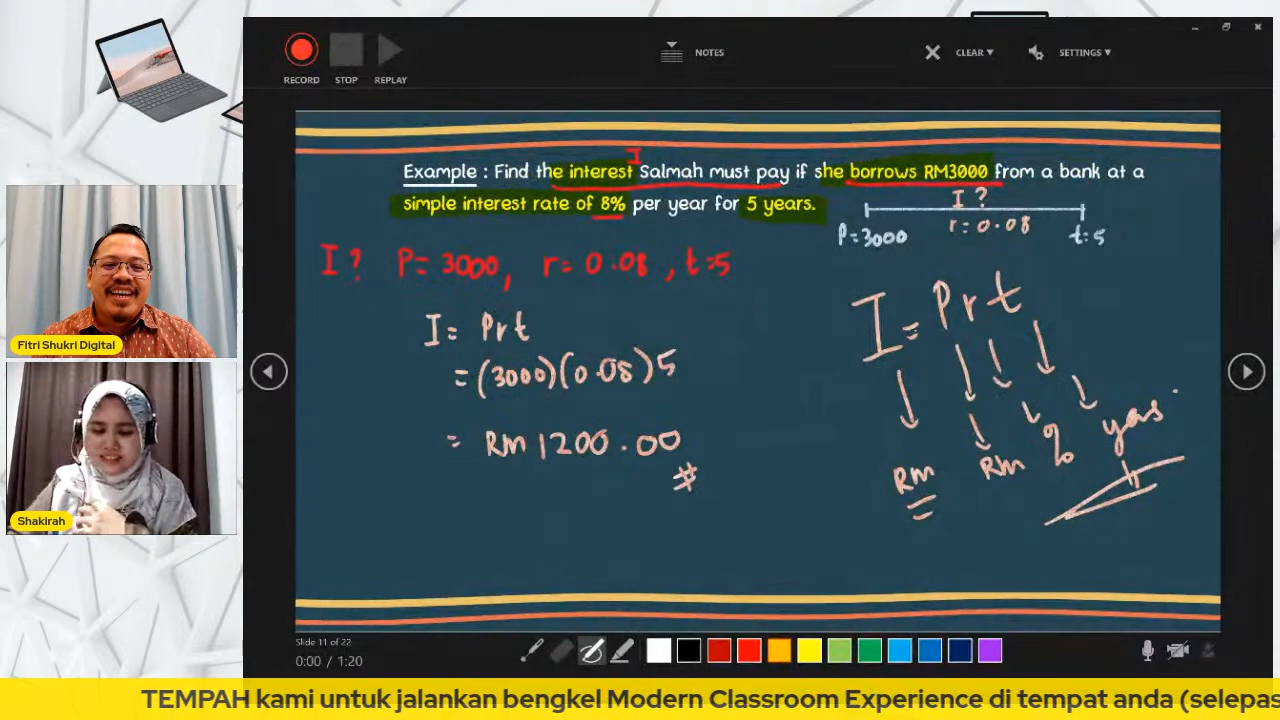 RECORD
STOP
REPLAY
NOTES
CLEAR
SETTINGS
I
Example : Find the interest Salmah must pay if she borrows RM3000 from a bank at a
simple interest rate of 8% per year for 5 years.
I ?
P = 3000
r = 0.08
t = 5
I ? P = 3000, r = 0.08, t = 5
I = Prt
= (3000)(0.08)5
= RM 1200.00
#
I = Prt
RM RM %
Fitri Shukri Digital
Shakirah
Slide 11 of 22
0:00 / 1:20
TEMPAH kami untuk jalankan bengkel Modern Classroom Experience di tempat anda (selepas